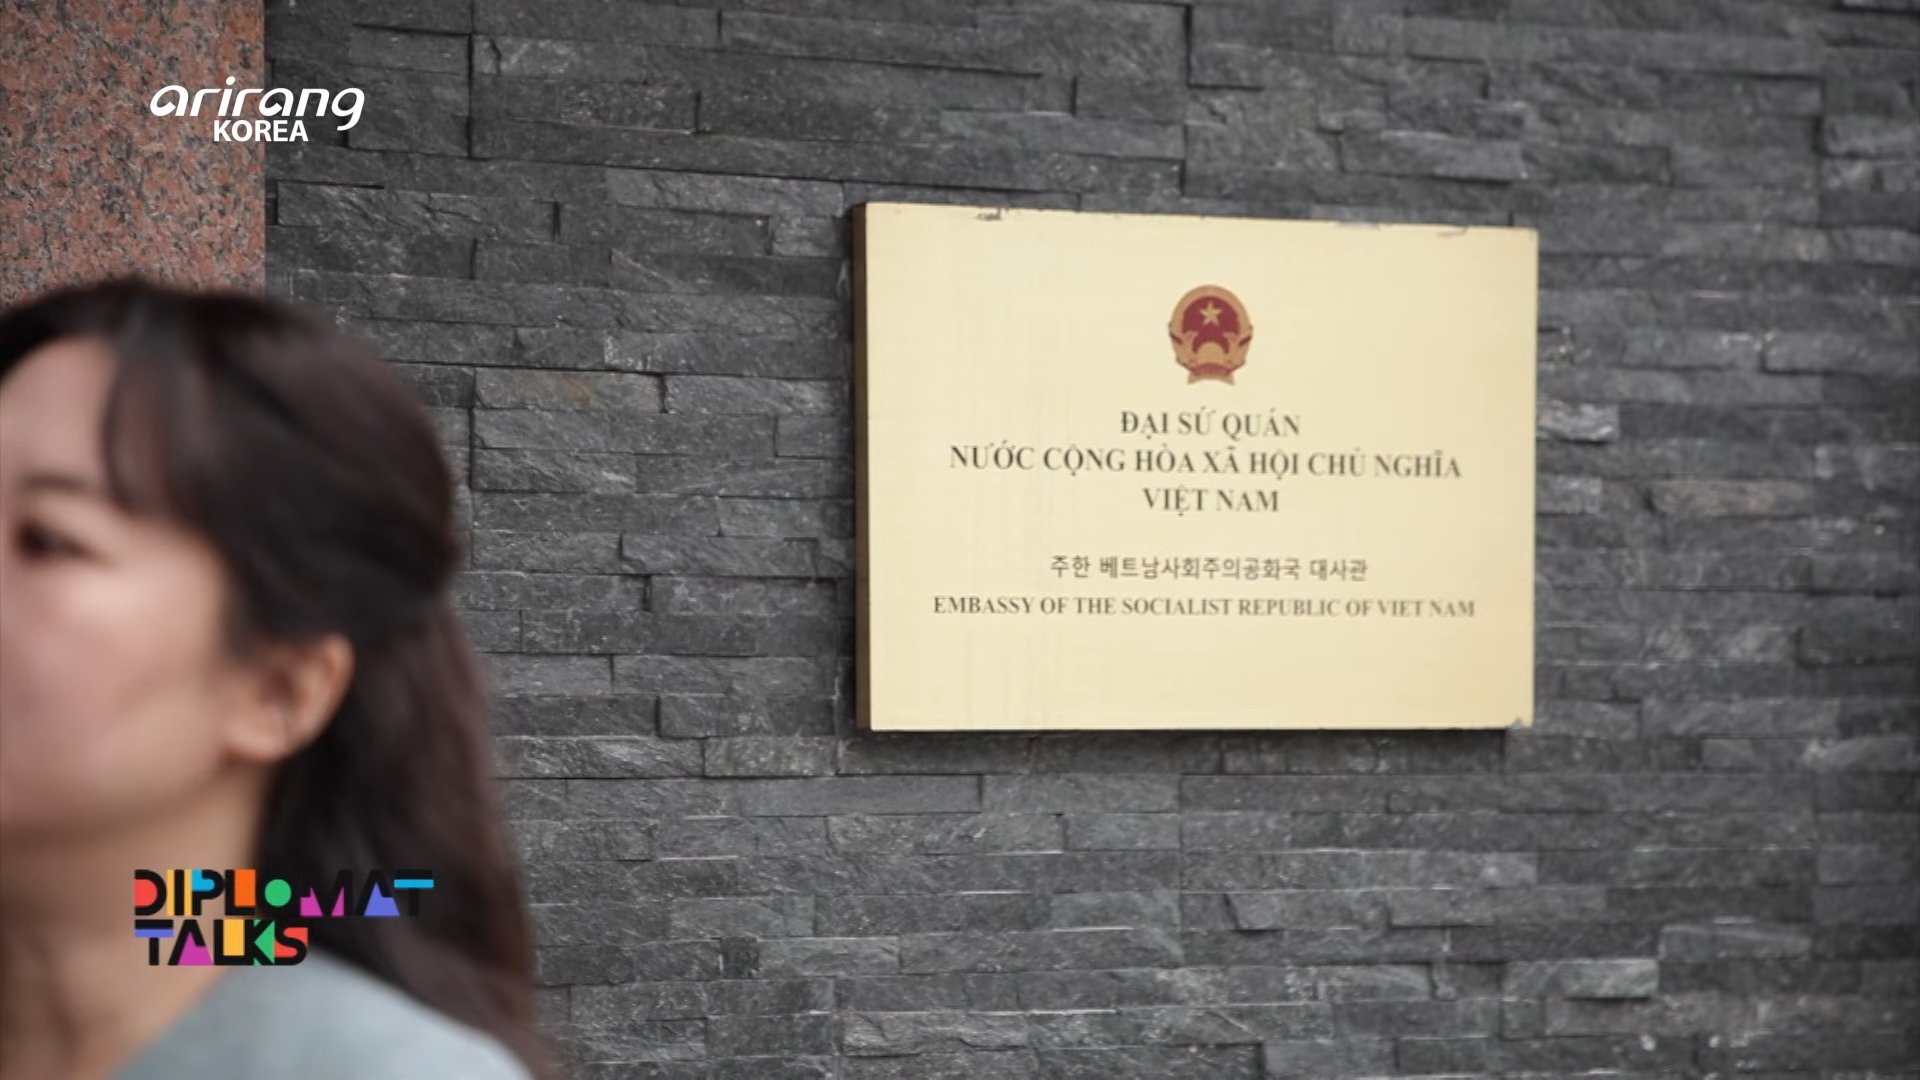 arirang
KOREA
ĐẠI SỨ QUÁN
NƯỚC CỘNG HÒA XÃ HỘI CHỦ NGHĨA
VIỆT NAM
주한 베트남사회주의공화국 대사관
EMBASSY OF THE SOCIALIST REPUBLIC OF VIET NAM
DIPLOMAT
TALKS